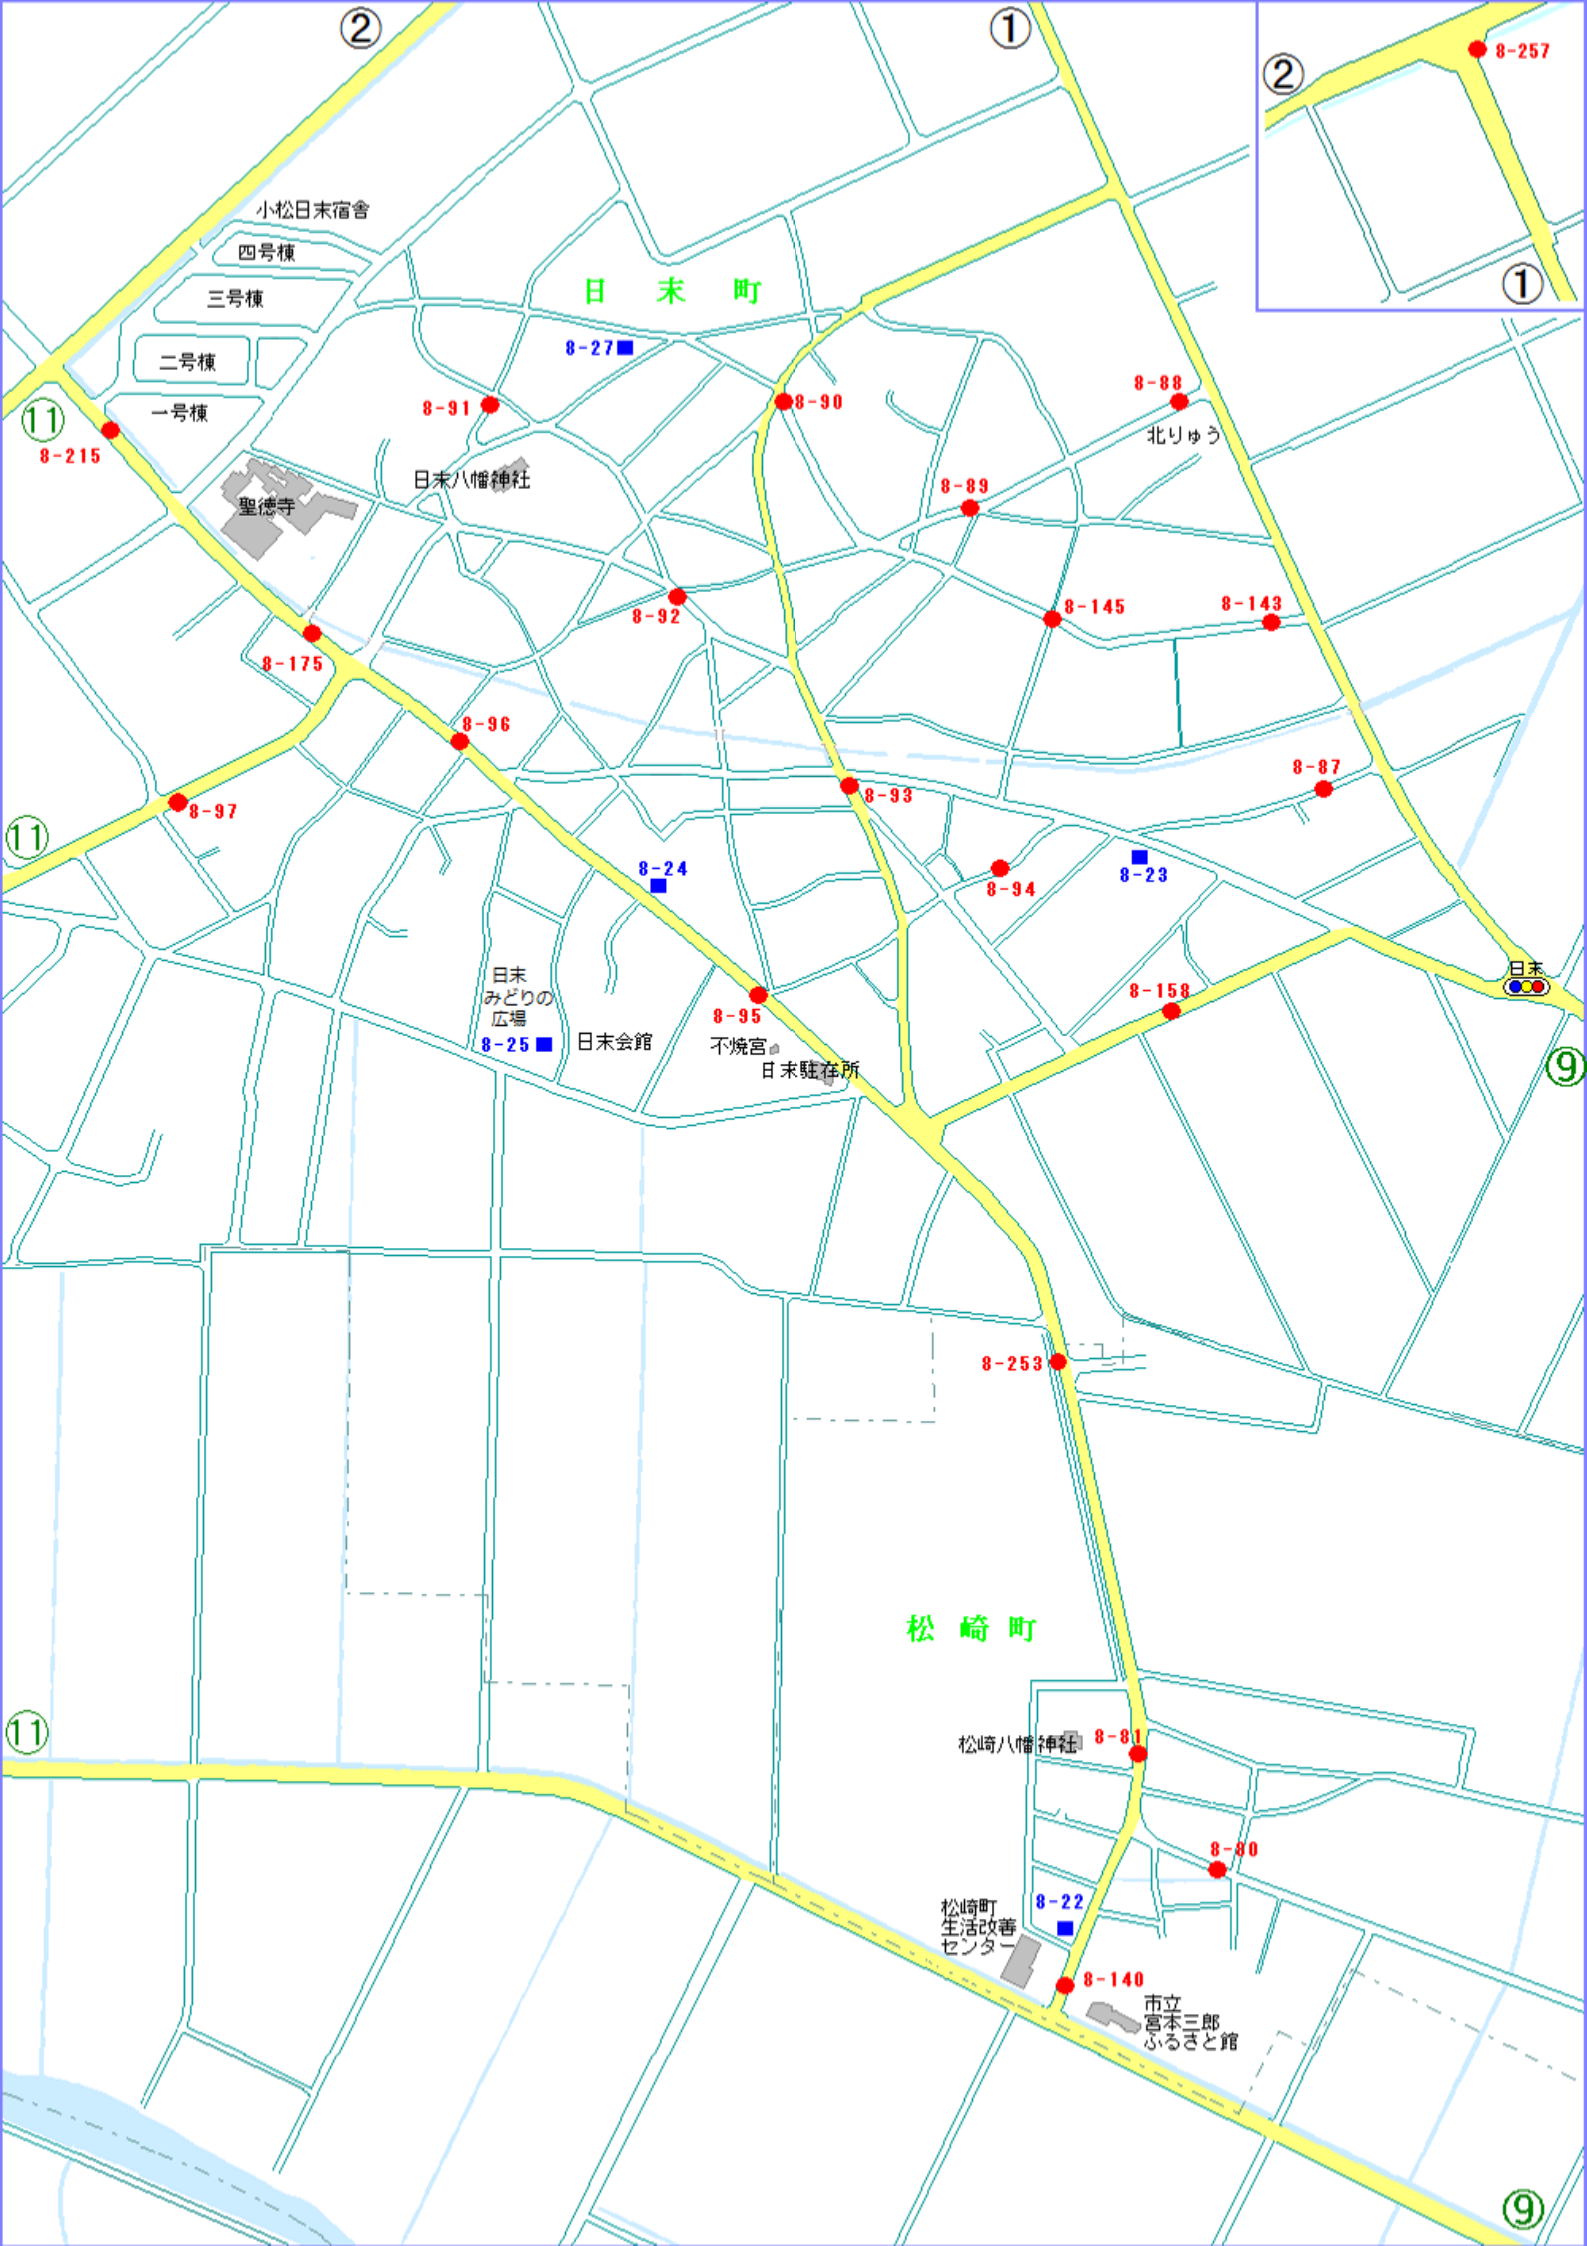 ②
①
8-257
②
①
小松日末宿舎
四号棟
三号棟
二号棟
一号棟
日 末 町
8-27
8-91
8-90
8-88
北りゅう
⑪
8-215
聖徳寺
日末八幡神社
8-89
8-92
8-145
8-143
8-175
8-96
8-97
8-93
8-87
⑪
8-24
8-94
8-23
日末
みどりの
広場
8-25
日末会館
8-95
不焼宮
日末駐在所
8-158
日末
⑨
8-253
松 崎 町
⑪
松崎八幡神社
8-81
8-80
8-22
松崎町
生活改善
センター
8-140
市立
宮本三郎
ふるさと館
⑨